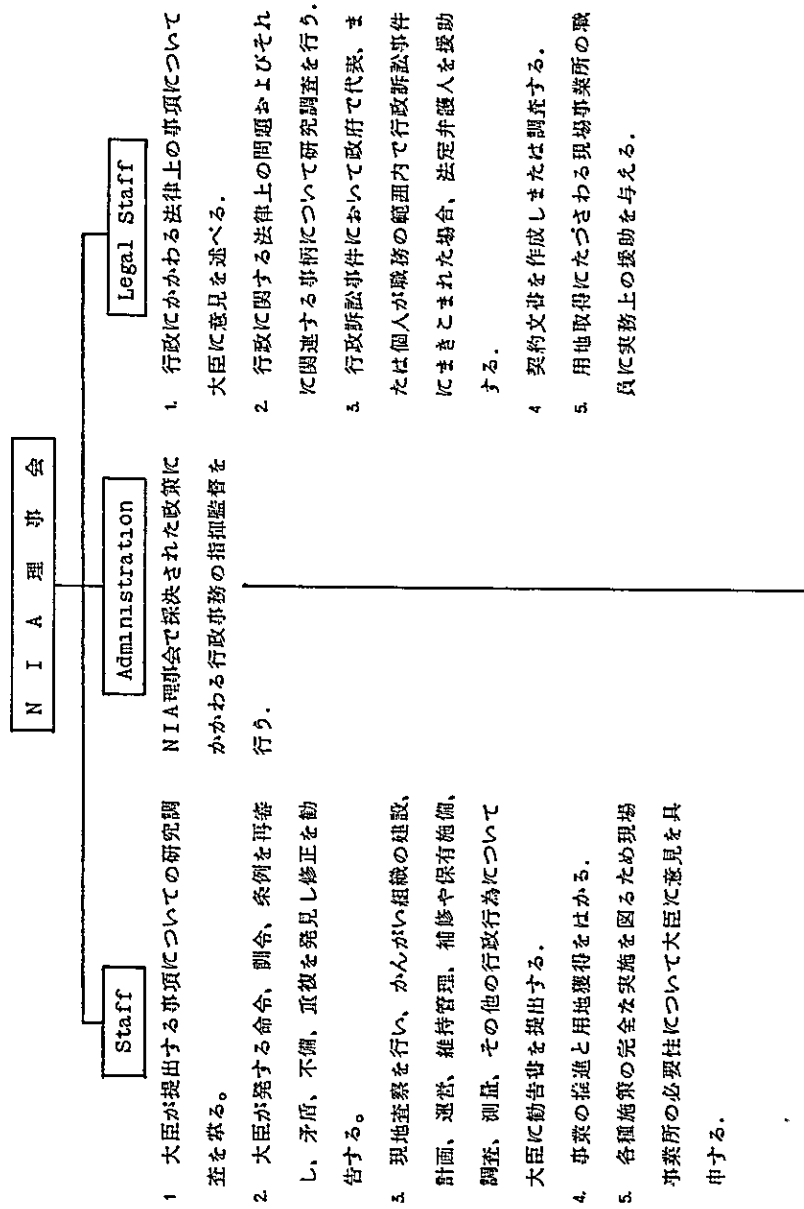 N I A 理 事 会
Staff
1 大臣が提出する事項についての研究調
査を掌る。
2. 大臣が発する命令、訓令、条例を再審
し、矛盾、不備、重複を発見し修正を勧
告する。
3. 現地査察を行い、かんがい組織の建設、
計画、運営、維持管理、補修や保有施備、
調査、測量、その他の行政行為について
大臣に勧告書を提出する.
4. 事業の推進と用地獲得をはかる.
5. 各種施策の完全な実施を図るため現場
事業所の必要性について大臣に意見を具
申する.
Administration
NIA理事会で採決された政策に
かかわる行政事務の指揮監督を
行う.
Legal Staff
1. 行政にかかわる法律上の事項について
大臣に意見を述べる.
2. 行政に関する法律上の問題およびそれ
に関連する事柄について研究調査を行う.
3. 行政訴訟事件において政府で代表、ま
たは個人が職務の範囲内で行政訴訟事件
にまきこまれた場合、法定弁護人を援助
する.
4 契約文書を作成しまたは調査する.
5. 用地取得にたづさわる現場事業所の職
員に実務上の援助を与える.